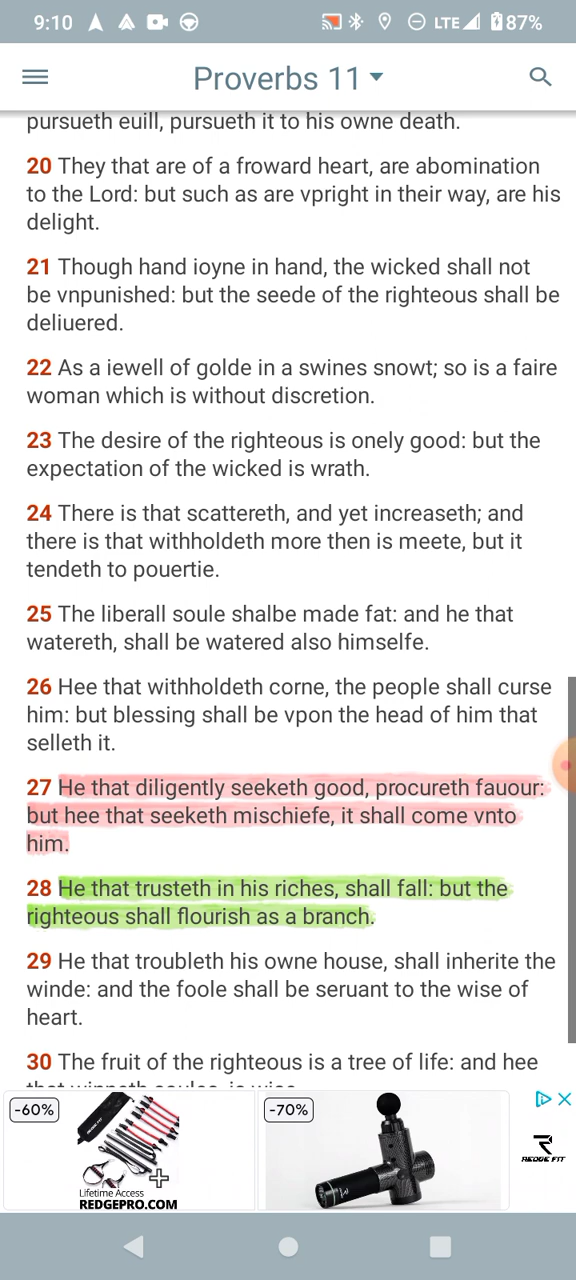 9:10 LTE 87%
Proverbs 11
pursueth euill, pursueth it to his owne death.
20 They that are of a froward heart, are abomination
to the Lord: but such as are vpright in their way, are his
delight.
21 Though hand ioyne in hand, the wicked shall not
be vnpunished: but the seede of the righteous shall be
deliuered.
22 As a iewell of golde in a swines snowt; so is a faire
woman which is without discretion.
23 The desire of the righteous is onely good: but the
expectation of the wicked is wrath.
24 There is that scattereth, and yet increaseth; and
there is that withholdeth more then is meete, but it
tendeth to pouertie.
25 The liberall soule shalbe made fat: and he that
watereth, shall be watered also himselfe.
26 Hee that withholdeth corne, the people shall curse
him: but blessing shall be vpon the head of him that
selleth it.
27 He that diligently seeketh good, procureth fauour:
but hee that seeketh mischiefe, it shall come vnto
him.
28 He that trusteth in his riches, shall fall: but the
righteous shall flourish as a branch.
29 He that troubleth his owne house, shall inherite the
winde: and the foole shall be seruant to the wise of
heart.
30 The fruit of the righteous is a tree of life: and hee
that winneth soules, is wise.
-60%
Lifetime Access
REDGEPRO.COM
-70%
REDGE FIT